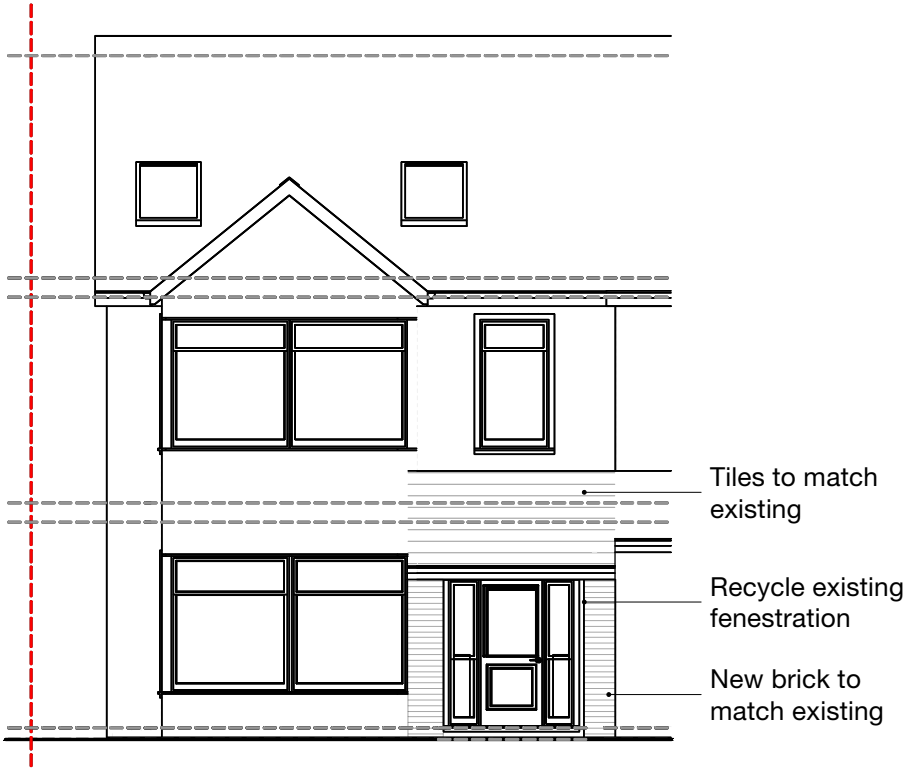 Tiles to match
existing
Recycle existing
fenestration
New brick to
match existing